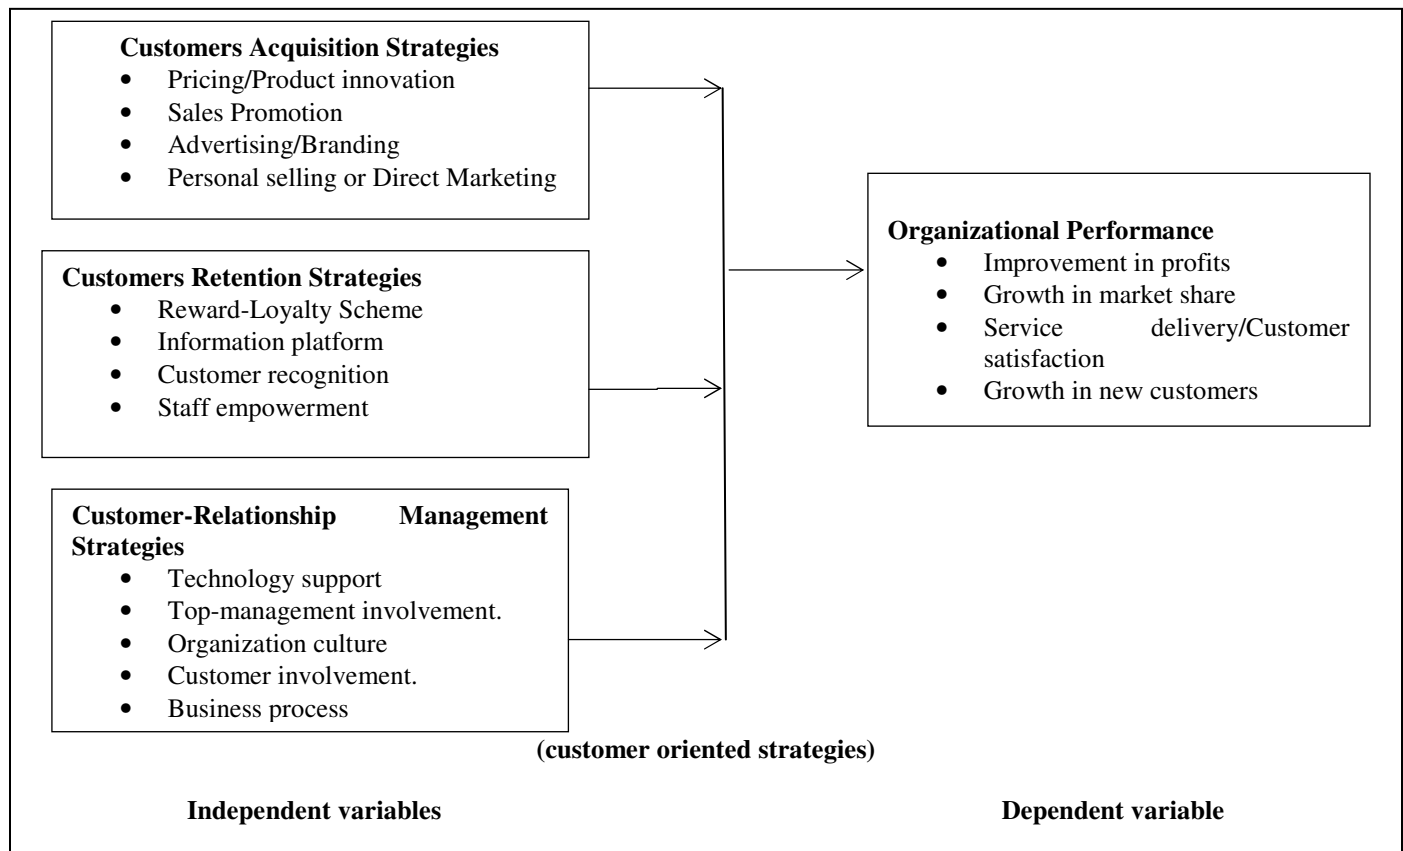 Customers Acquisition Strategies
• Pricing/Product innovation
• Sales Promotion
• Advertising/Branding
• Personal selling or Direct Marketing
Customers Retention Strategies
• Reward-Loyalty Scheme
• Information platform
• Customer recognition
• Staff empowerment
Customer-Relationship Management
Strategies
• Technology support
• Top-management involvement.
• Organization culture
• Customer involvement.
• Business process
Organizational Performance
• Improvement in profits
• Growth in market share
• Service delivery/Customer
satisfaction
• Growth in new customers
(customer oriented strategies)
Independent variables
Dependent variable